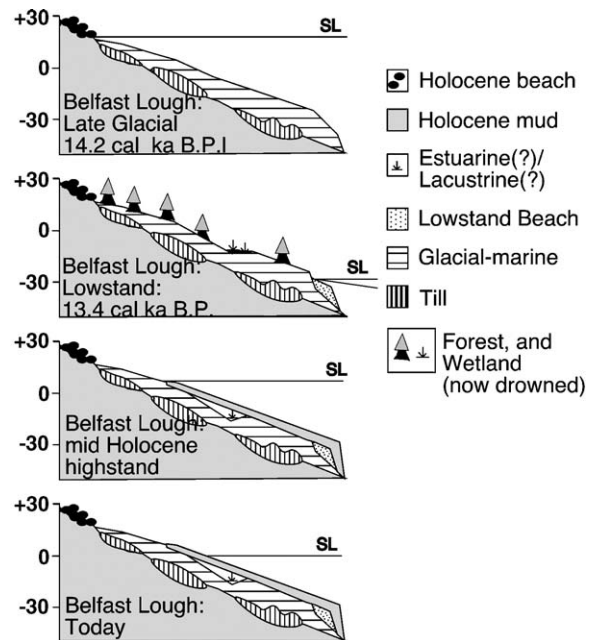 +30
SL
0
-30
Belfast Lough:
Late Glacial
14.2 cal ka B.P.I
+30
0
-30
SL
Belfast Lough:
Lowstand:
13.4 cal ka B.P.
+30
SL
0
-30
Belfast Lough:
mid Holocene
highstand
+30
SL
0
-30
Belfast Lough:
Today
Holocene beach
Holocene mud
Estuarine(?)/
Lacustrine(?)
Lowstand Beach
Glacial-marine
Till
Forest, and
Wetland
(now drowned)